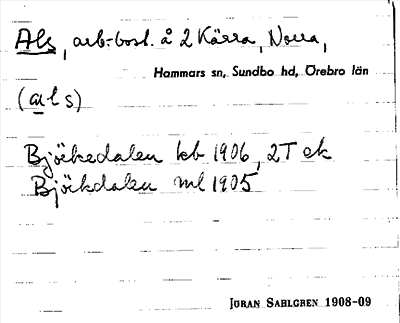 Als, arb.-bost. å 2 Kärra, Norra,
Hammars sn, Sundbo hd, Örebro län
(als)
Björkedalen kb 1906, 2T ek
Björkdalen ml 1905
JÖRAN SAHLGREN 1908-09